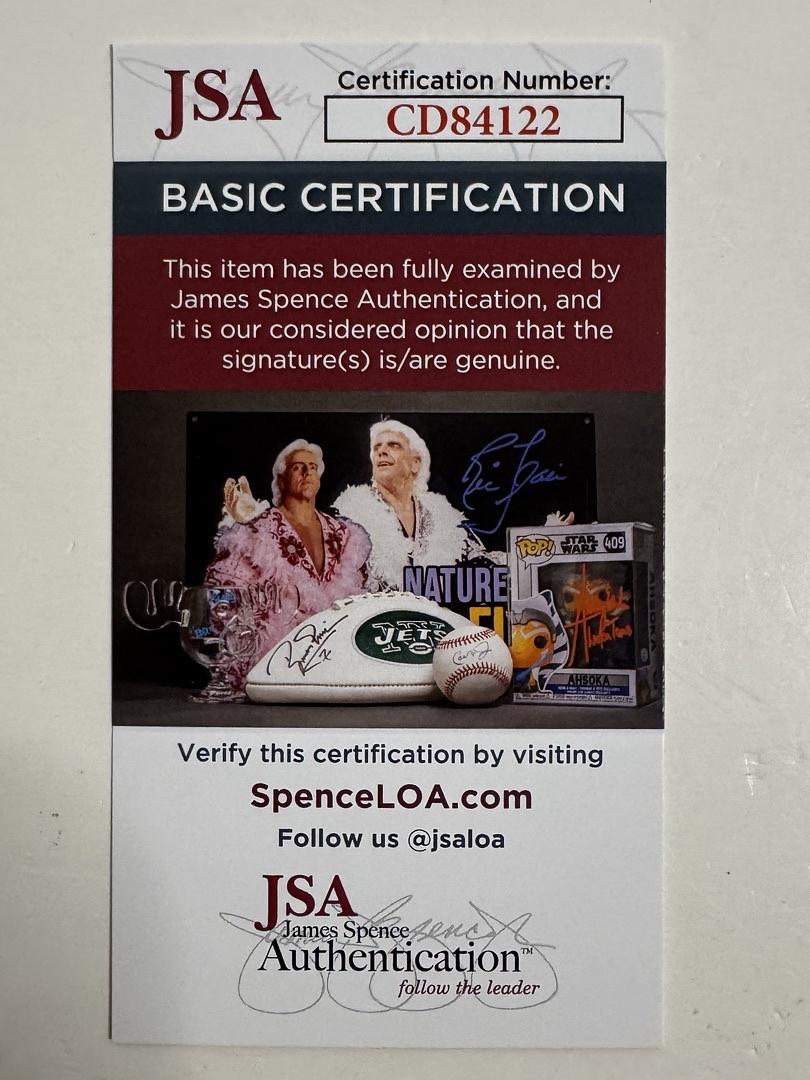 JSA
Certification Number:
CD84122
BASIC CERTIFICATION
This item has been fully examined by
James Spence Authentication, and
it is our considered opinion that the
signature(s) is/are genuine.
NATURE
POP!
STAR
WARS
409
JETS
NY
AHSOKA
Verify this certification by visiting
SpenceLOA.com
Follow us @jsaloa
JSA
James Spence
Authentication™
follow the leader